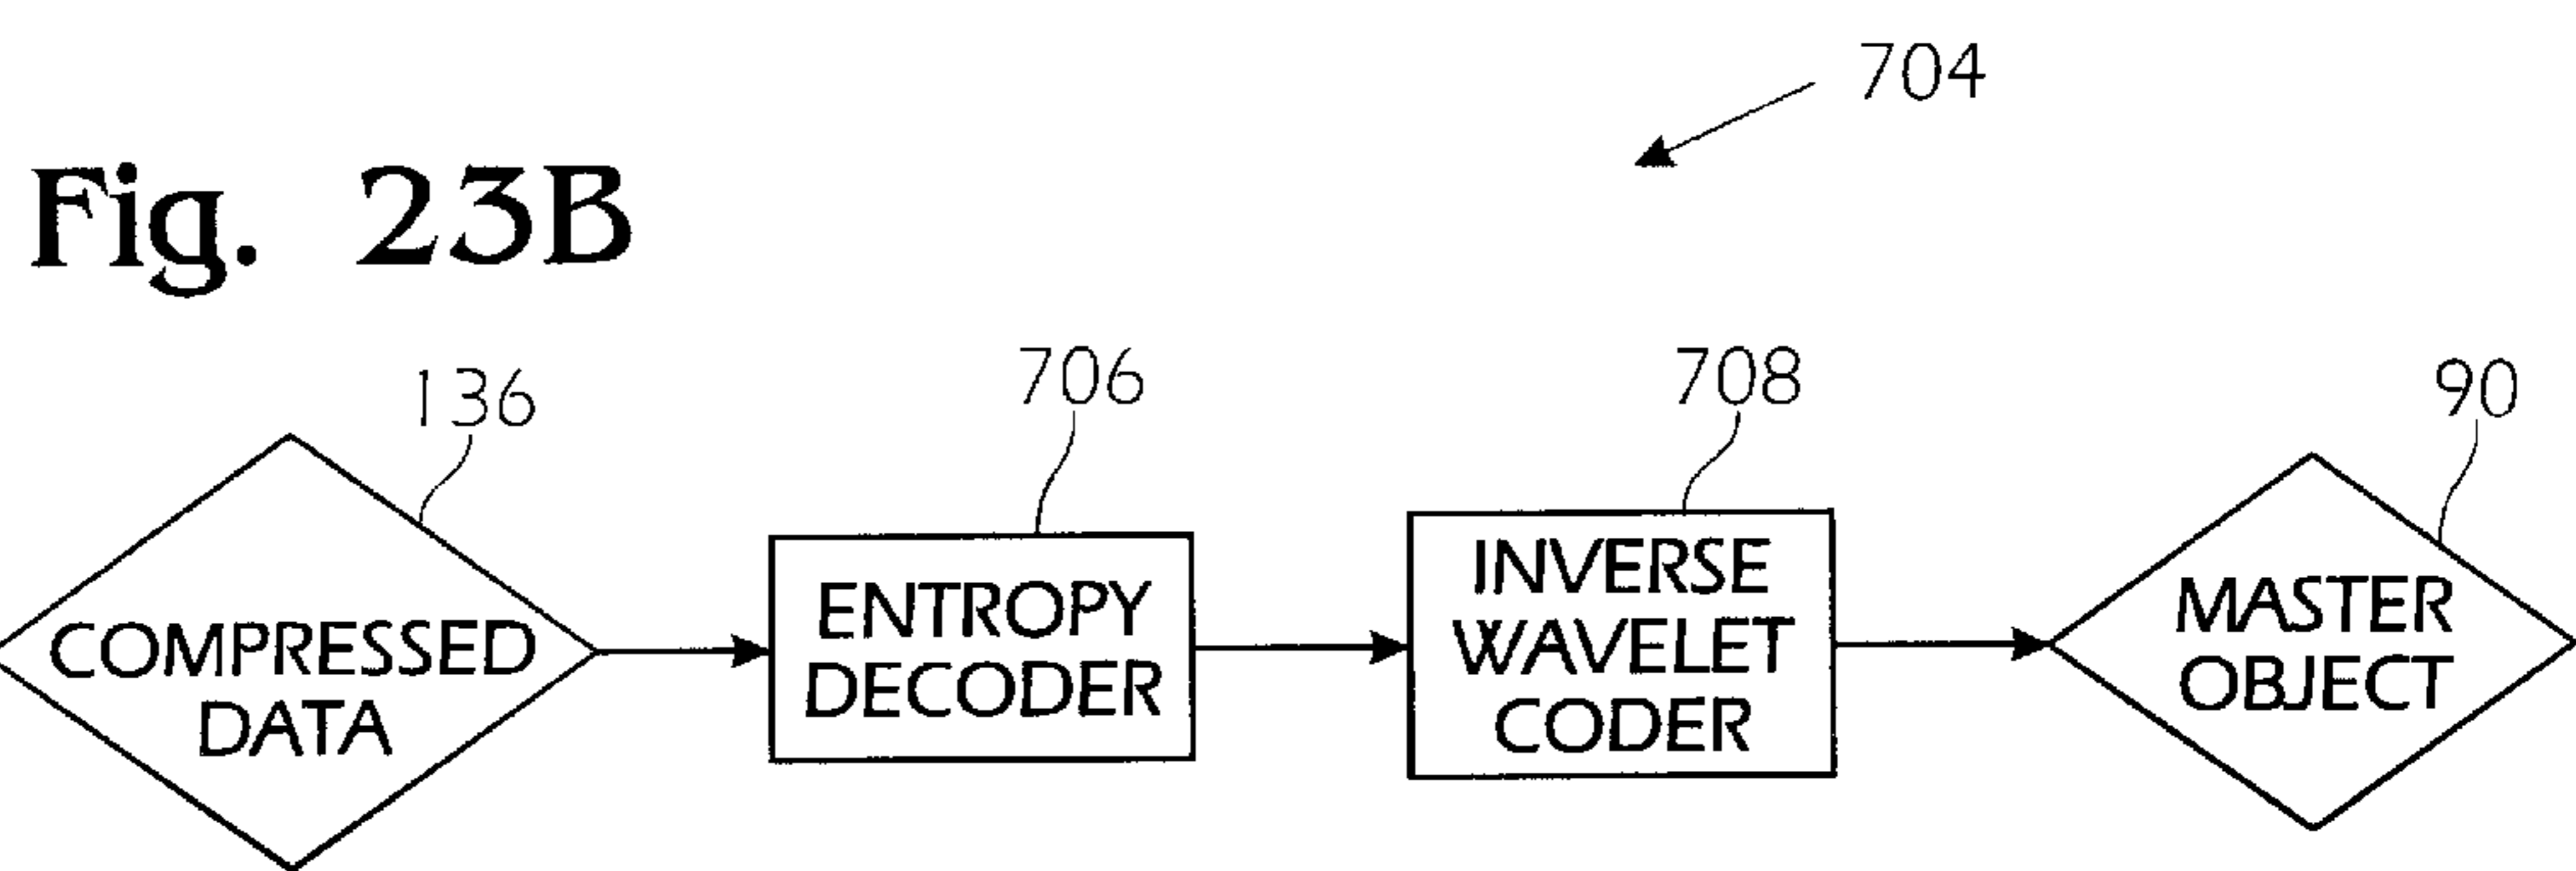 704
Fig. 23B
136
706
708
90
COMPRESSED
DATA
ENTROPY
DECODER
INVERSE
WAVELET
CODER
MASTER
OBJECT